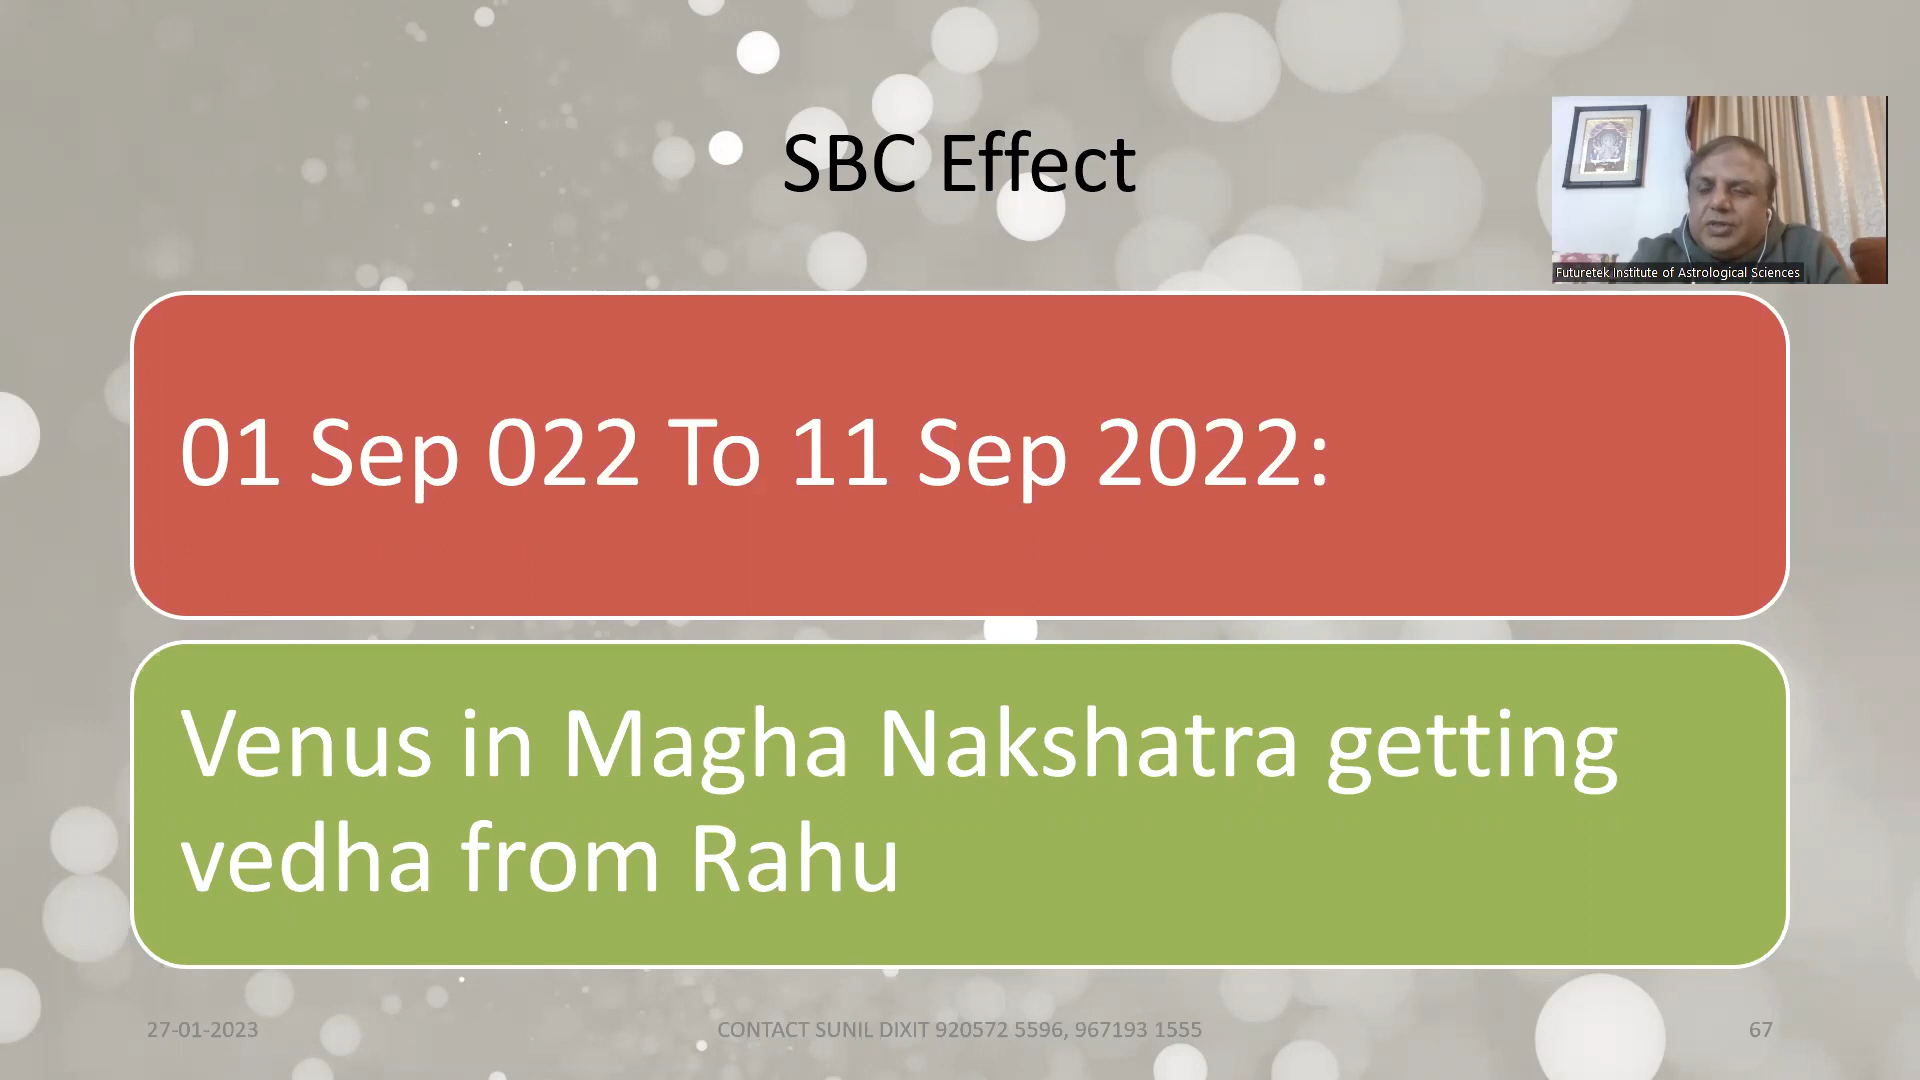 SBC Effect
Futuretek Institute of Astrological Sciences
01 Sep 022 To 11 Sep 2022:
Venus in Magha Nakshatra getting
vedha from Rahu
27-01-2023
CONTACT SUNIL DIXIT 920572 5596, 967193 1555
67